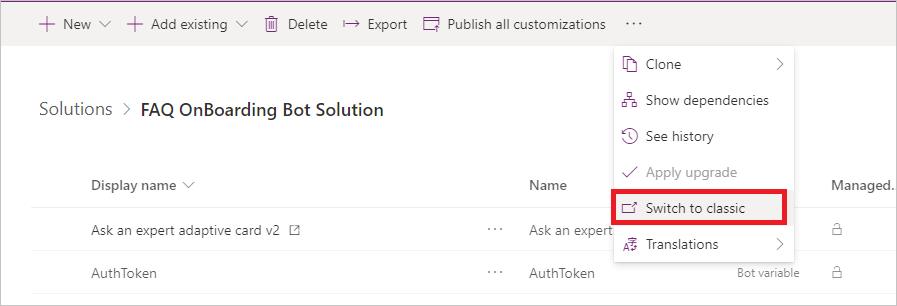 New Add existing Delete Export Publish all customizations ...
Clone
Show dependencies
Solutions > FAQ OnBoarding Bot Solution
See history
Apply upgrade
Display name Name Managed...
Switch to classic
Ask an expert adaptive card v2 ... Ask an expert
Translations
AuthToken ... AuthToken Bot variable